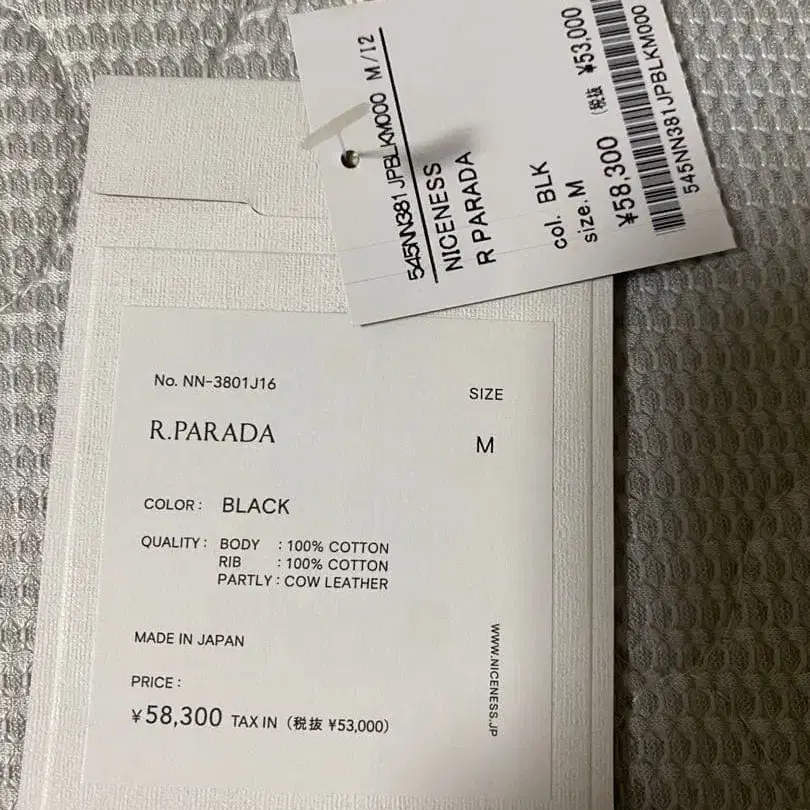 545NN381JPBLKM000 M/12
NICENESS
R PARADA
col. BLK
size.M
¥58,300 (税抜 ¥53,000
545NN381JPBLKM000
No. NN-3801J16
SIZE
R.PARADA
M
COLOR: BLACK
QUALITY: BODY : 100% COTTON
RIB : 100% COTTON
PARTLY : COW LEATHER
MADE IN JAPAN
PRICE:
¥58,300 TAX IN (税抜 ¥53,000)
WWW.NICENESS.JP